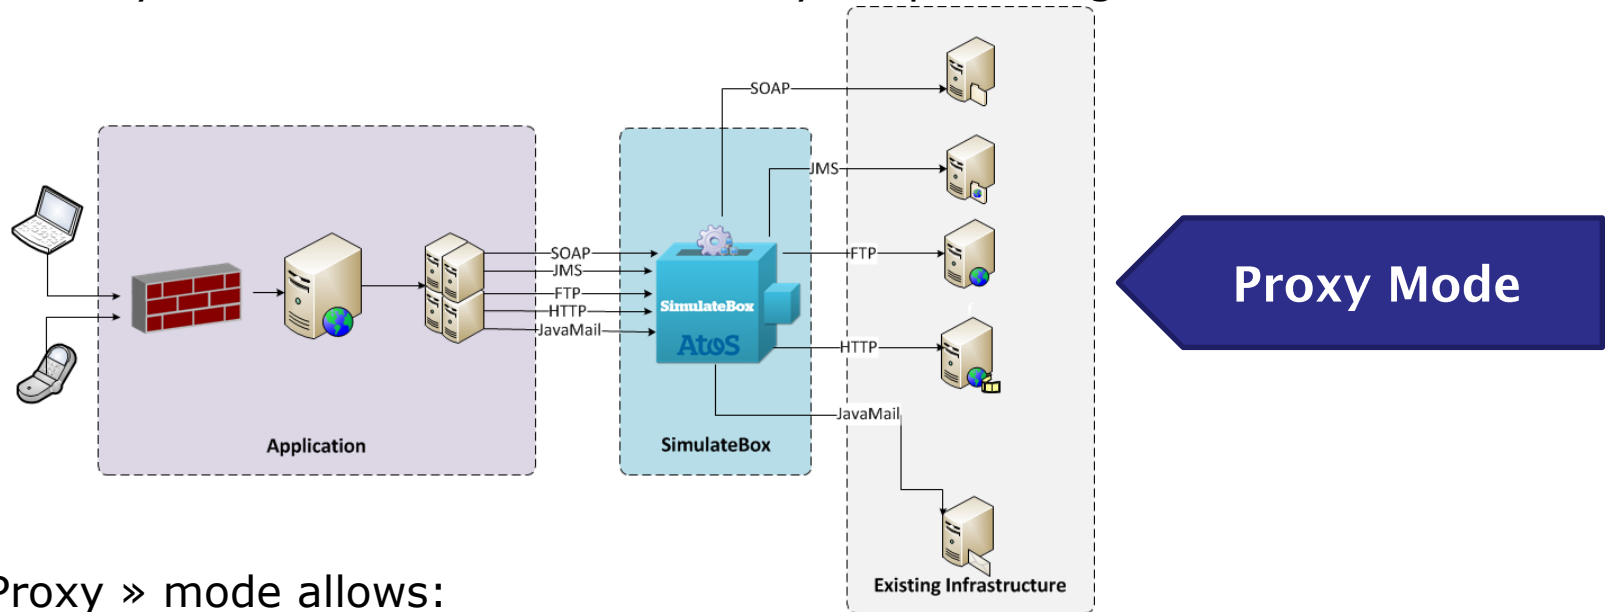 SOAP
JMS
SOAP
JMS
FTP
HTTP
JavaMail
SimulateBox
AtoS
FTP
HTTP
JavaMail
Application
SimulateBox
Existing Infrastructure
Proxy Mode
Proxy » mode allows: